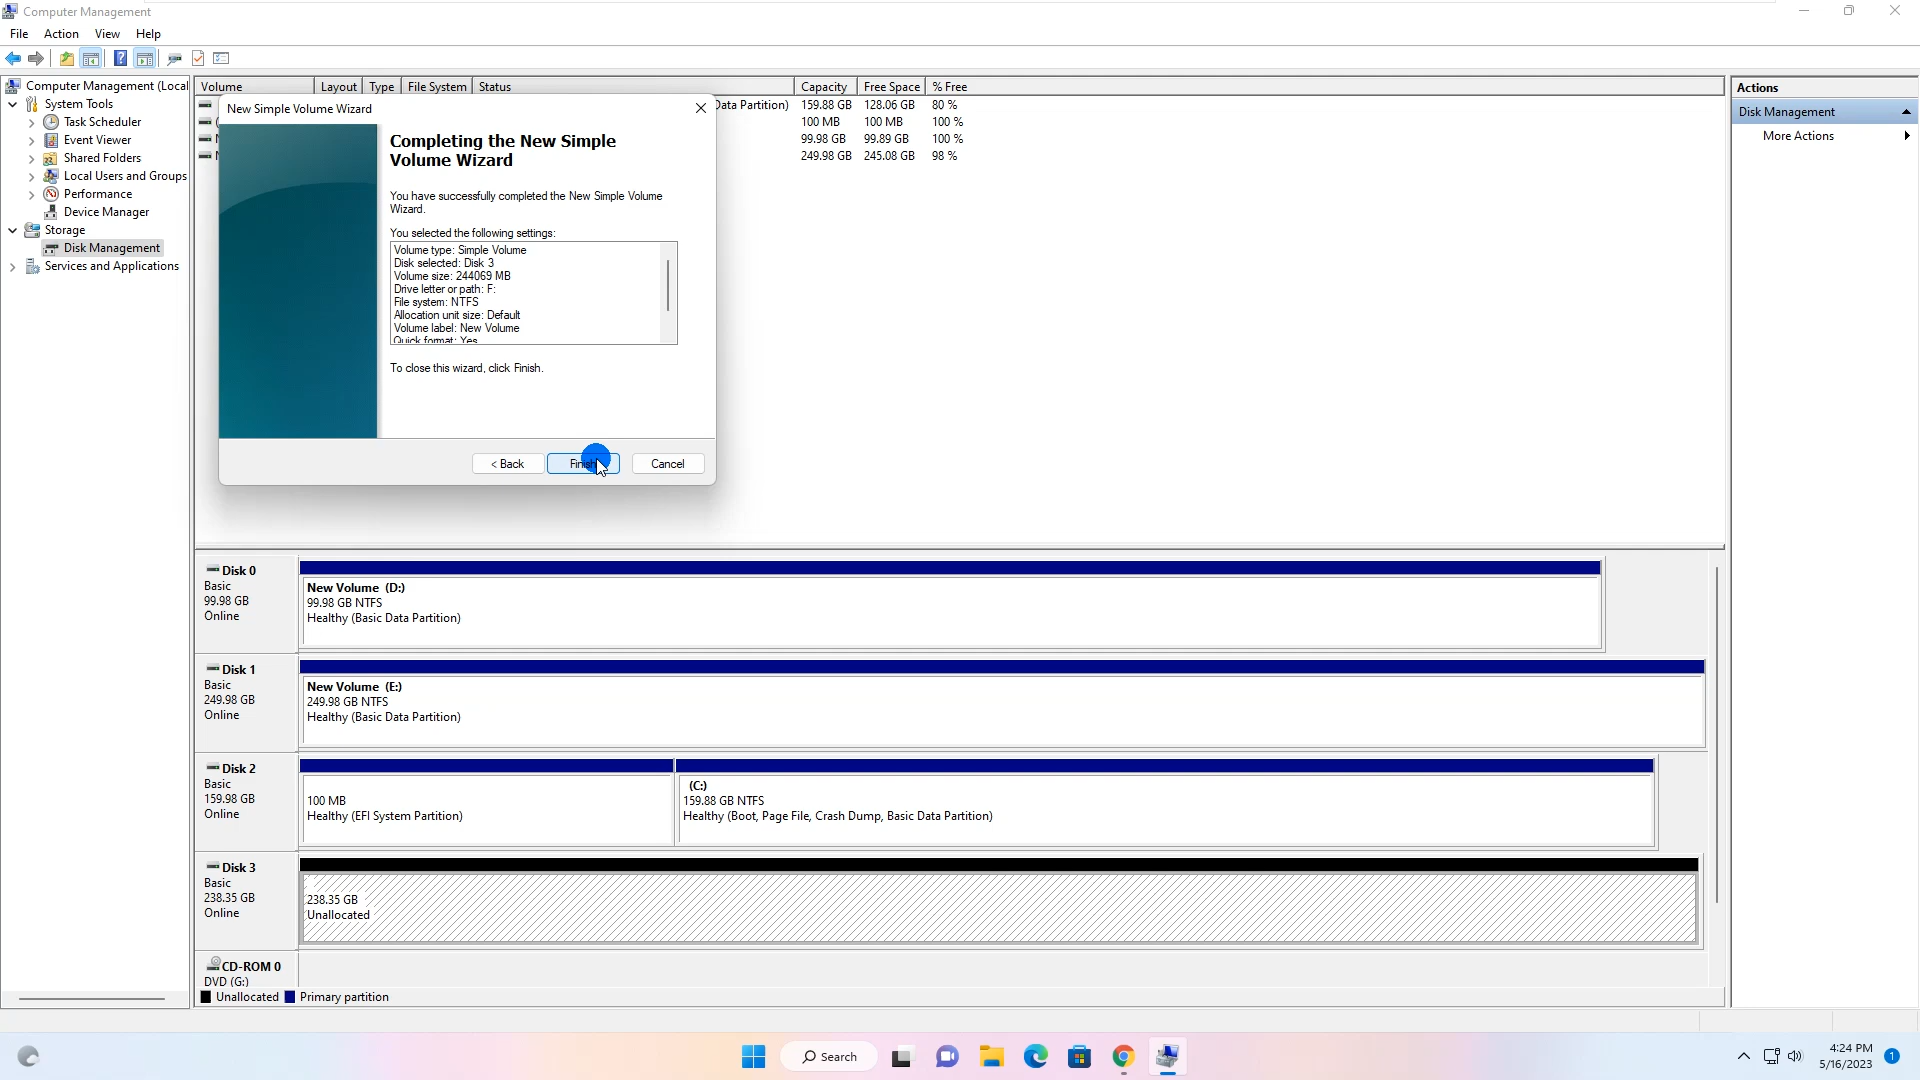 Computer Management
File Action View Help
Computer Management (Local
System Tools
Task Scheduler
Event Viewer
Shared Folders
Local Users and Groups
Performance
Device Manager
Storage
Disk Management
Services and Applications
Volume Layout Type File System Status Capacity Free Space % Free
Data Partition) 159.88 GB 128.06 GB 80 %
100 MB 100 MB 100 %
99.98 GB 99.89 GB 100 %
249.98 GB 245.08 GB 98 %
New Simple Volume Wizard
Completing the New Simple
Volume Wizard
You have successfully completed the New Simple Volume
Wizard.
You selected the following settings:
Volume type: Simple Volume
Disk selected: Disk 3
Volume size: 244069 MB
Drive letter or path: F:
File system: NTFS
Allocation unit size: Default
Volume label: New Volume
Quick format: Yes
To close this wizard, click Finish.
< Back Finish Cancel
Actions
Disk Management
More Actions
Disk 0
Basic
99.98 GB
Online
New Volume (D:)
99.98 GB NTFS
Healthy (Basic Data Partition)
Disk 1
Basic
249.98 GB
Online
New Volume (E:)
249.98 GB NTFS
Healthy (Basic Data Partition)
Disk 2
Basic
159.98 GB
Online
100 MB
Healthy (EFI System Partition)
(C:)
159.88 GB NTFS
Healthy (Boot, Page File, Crash Dump, Basic Data Partition)
Disk 3
Basic
238.35 GB
Online
238.35 GB
Unallocated
CD-ROM 0
DVD (G:)
Unallocated Primary partition
Search
4:24 PM
5/16/2023
1